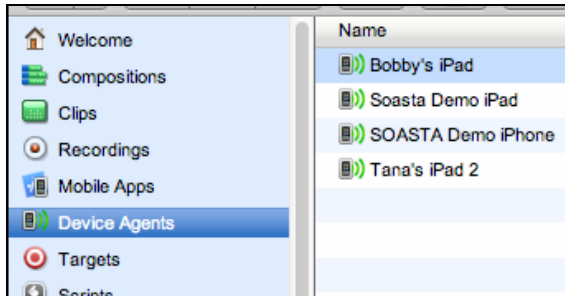 Welcome
Compositions
Clips
Recordings
Mobile Apps
Device Agents
Targets
Scripts
Name
Bobby's iPad
Soasta Demo iPad
SOASTA Demo iPhone
Tana's iPad 2